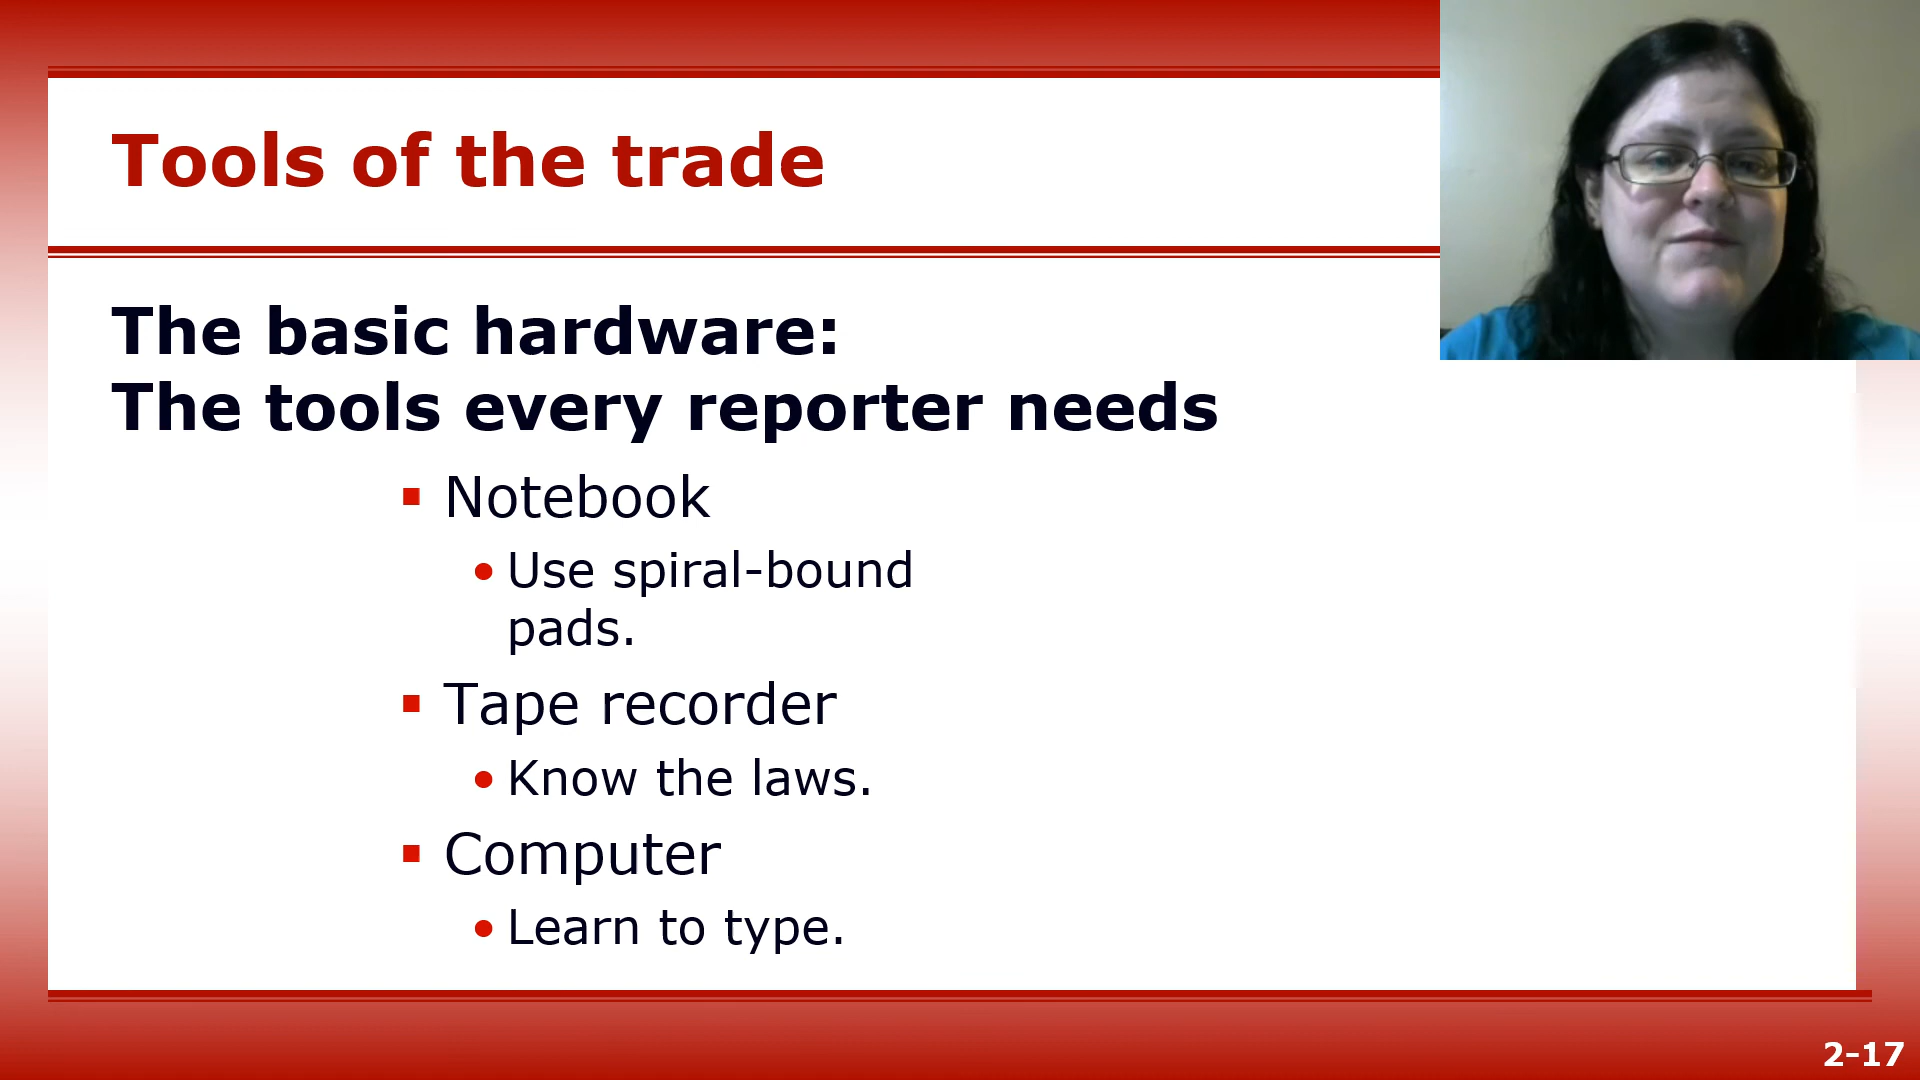 Tools of the trade
The basic hardware:
The tools every reporter needs
Notebook
Use spiral-bound
pads.
Tape recorder
Know the laws.
Computer
Learn to type.
2-17